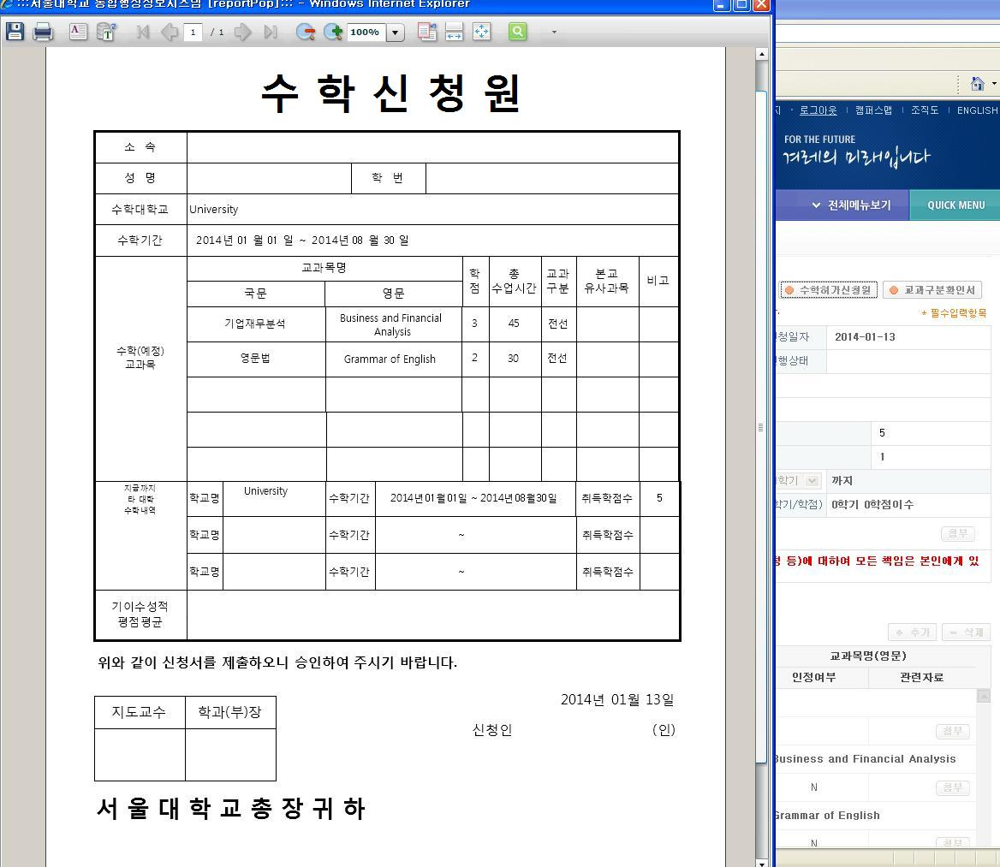 :::서울대학교 통합행정정보시스템 [reportPop]::: - Windows Internet Explorer
1 / 1 100%
수 학 신 청 원
소 속
성 명 학 번
수학대학교 University
수학기간 2014년 01 월 01 일 ~ 2014년 08 월 30 일
수학(예정)
교과목
교과목명 학점 총수업시간 교과구분 본교유사과목 비고
국문 영문
기업재무분석 Business and Financial Analysis 3 45 전선
영문법 Grammar of English 2 30 전선
지금까지
타 대학
수학내역
학교명 University 수학기간 2014년01월01일 ~ 2014년08월30일 취득학점수 5
학교명 수학기간 ~ 취득학점수
학교명 수학기간 ~ 취득학점수
기이수성적
평점평균
위와 같이 신청서를 제출하오니 승인하여 주시기 바랍니다.
2014년 01월 13일
지도교수 학과(부)장
신청인 (인)
서 울 대 학 교 총 장 귀 하
로그아웃 캠퍼스맵 조직도 ENGLISH
FOR THE FUTURE
겨레의 미래입니다
전체메뉴보기 QUICK MENU
수학허가신청원 교과구분확인서
* 필수입력항목
청일자 2014-01-13
행상태
5
1
학기 까지
학기/학점) 0학기 0학점이수
첨부
등)에 대하여 모든 책임은 본인에게 있
+ 추가 - 삭제
교과목명(영문)
인정여부 관련자료
첨부
Business and Financial Analysis
N 첨부
Grammar of English
N 첨부